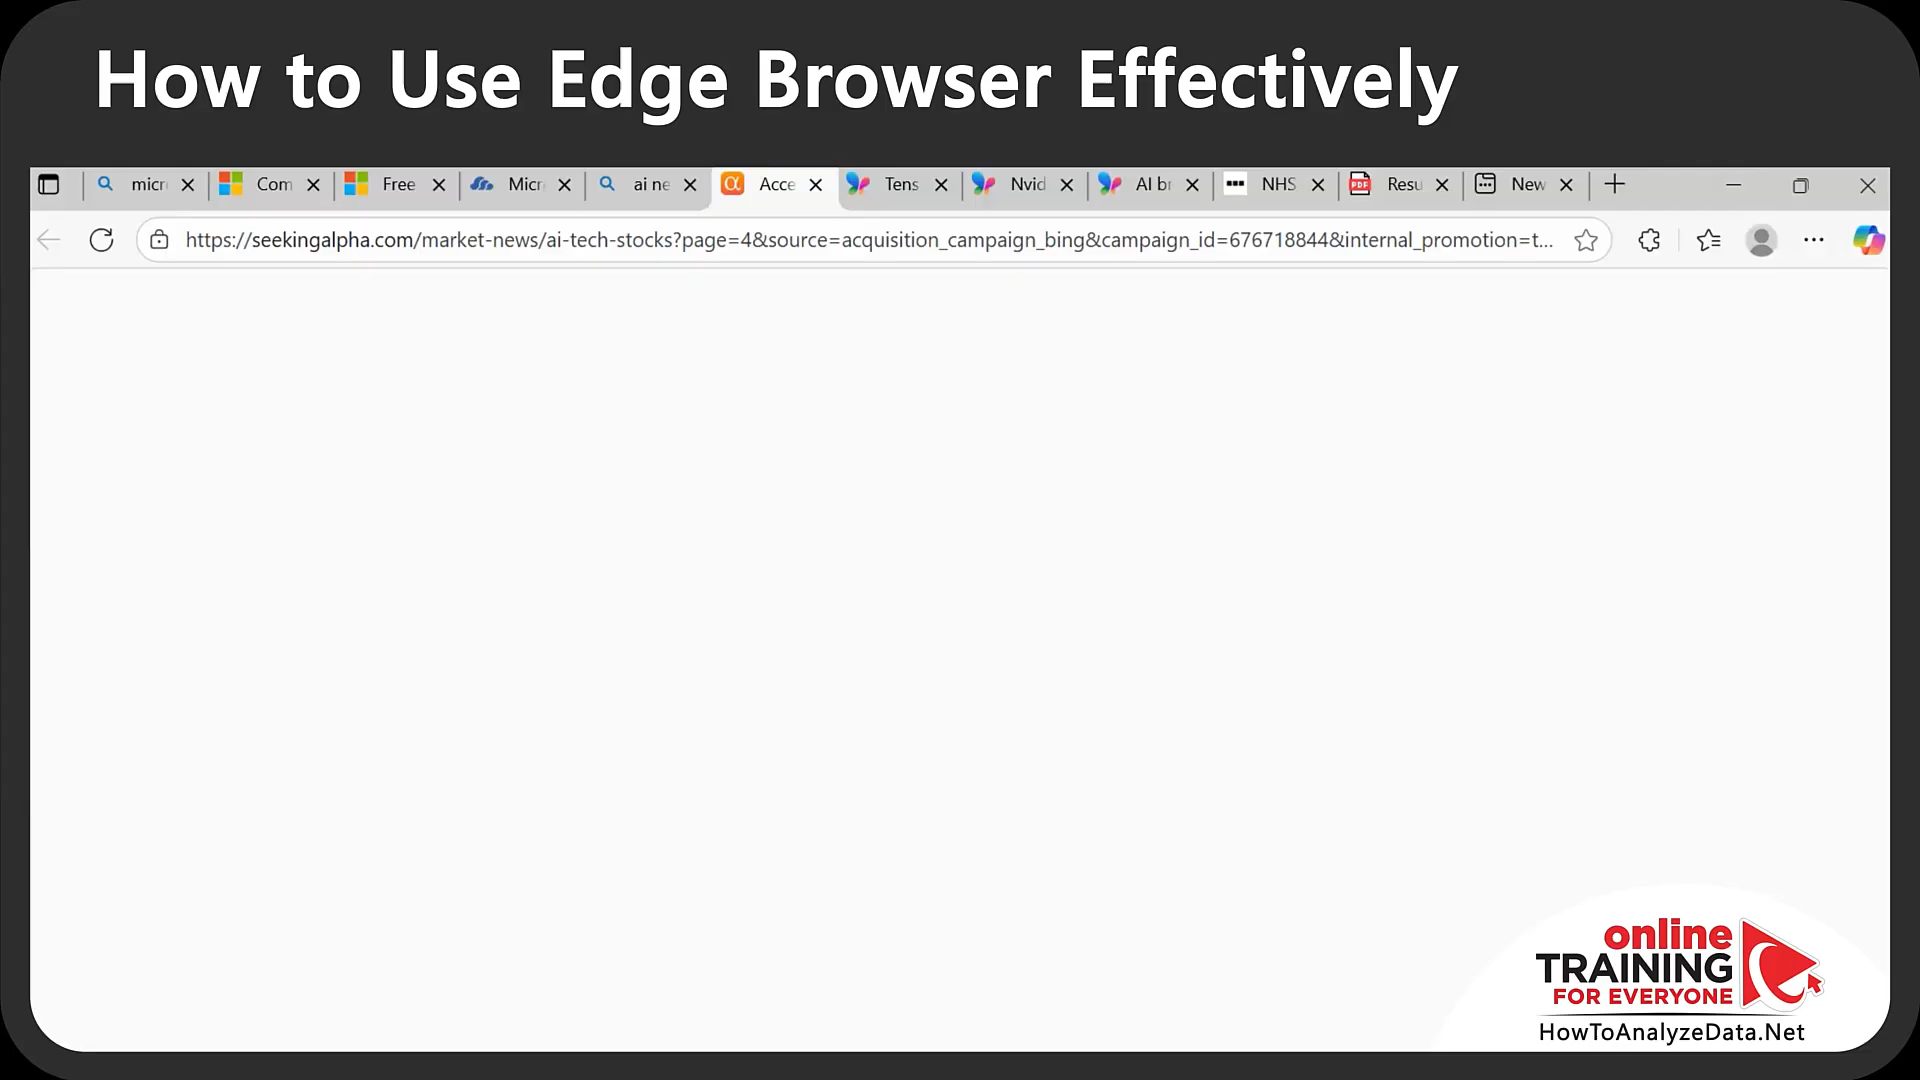 How to Use Edge Browser Effectively
micr Com Free Micr ai ne Acce Tens Nvid AI br NHS PDF Resu New
https://seekingalpha.com/market-news/ai-tech-stocks?page=4&source=acquisition_campaign_bing&campaign_id=676718844&internal_promotion=t...
online
TRAINING
FOR EVERYONE
HowToAnalyzeData.Net